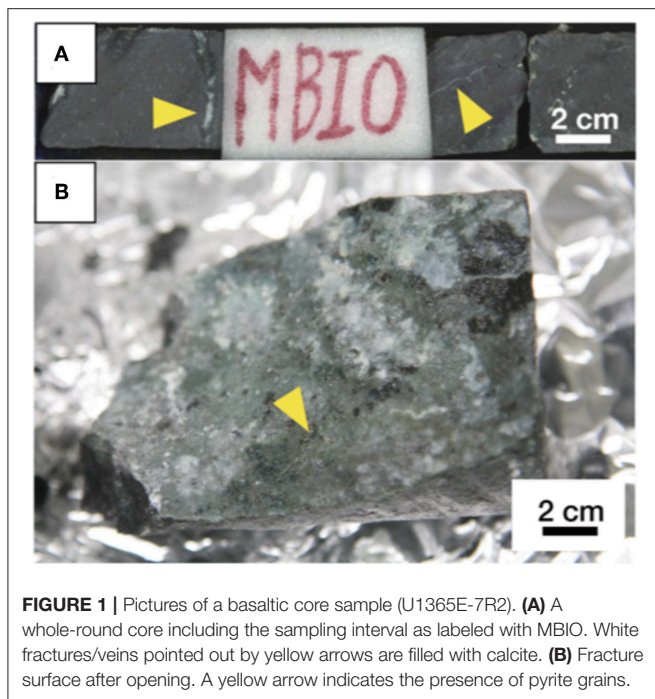 A
MBIO
2 cm
B
2 cm
FIGURE 1 | Pictures of a basaltic core sample (U1365E-7R2). (A) A
whole-round core including the sampling interval as labeled with MBIO. White
fractures/veins pointed out by yellow arrows are filled with calcite. (B) Fracture
surface after opening. A yellow arrow indicates the presence of pyrite grains.